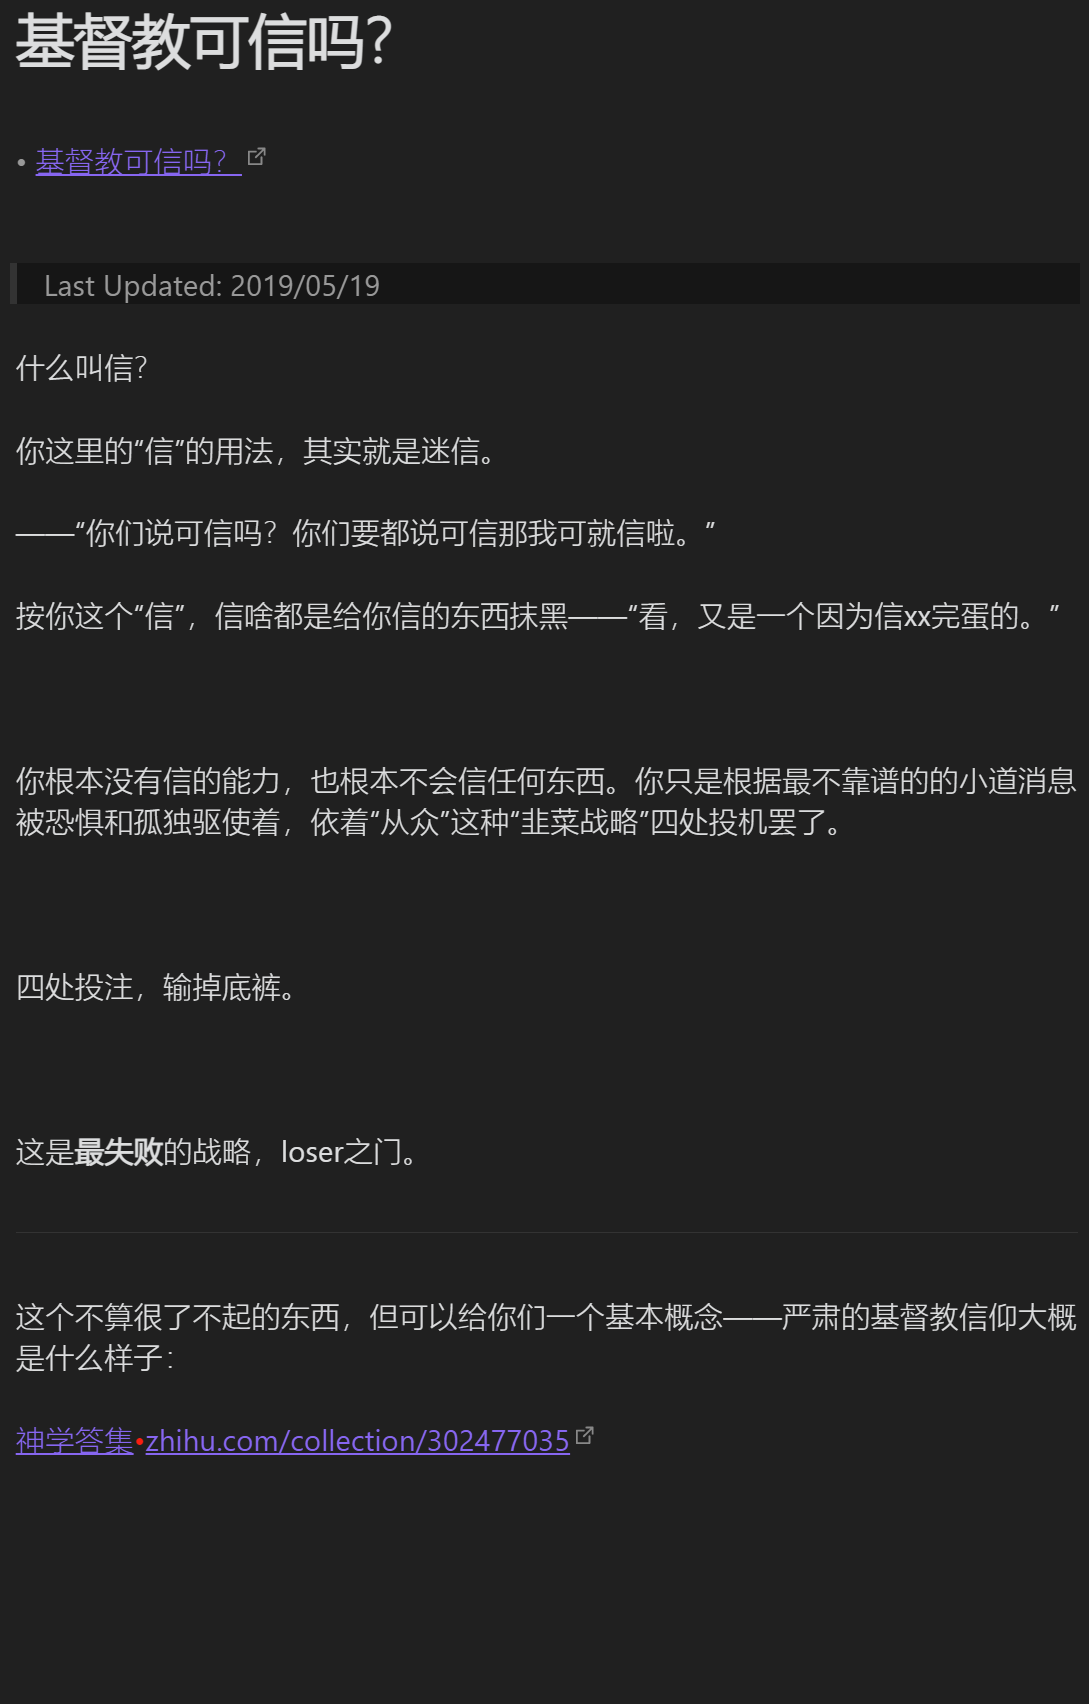 基督教可信吗?
• 基督教可信吗?
Last Updated: 2019/05/19
什么叫信?
你这里的“信”的用法，其实就是迷信。
——“你们说可信吗? 你们要都说可信那我可就信啦。”
按你这个“信”，信啥都是给你信的东西抹黑——“看，又是一个因为信xx完蛋的。”
你根本没有信的能力，也根本不会信任何东西。你只是根据最不靠谱的的小道消息
被恐惧和孤独驱使着，依着“从众”这种“韭菜战略”四处投机罢了。
四处投注，输掉底裤。
这是最失败的战略，loser之门。
这个不算很了不起的东西，但可以给你们一个基本概念——严肃的基督教信仰大概
是什么样子：
神学答集•zhihu.com/collection/302477035